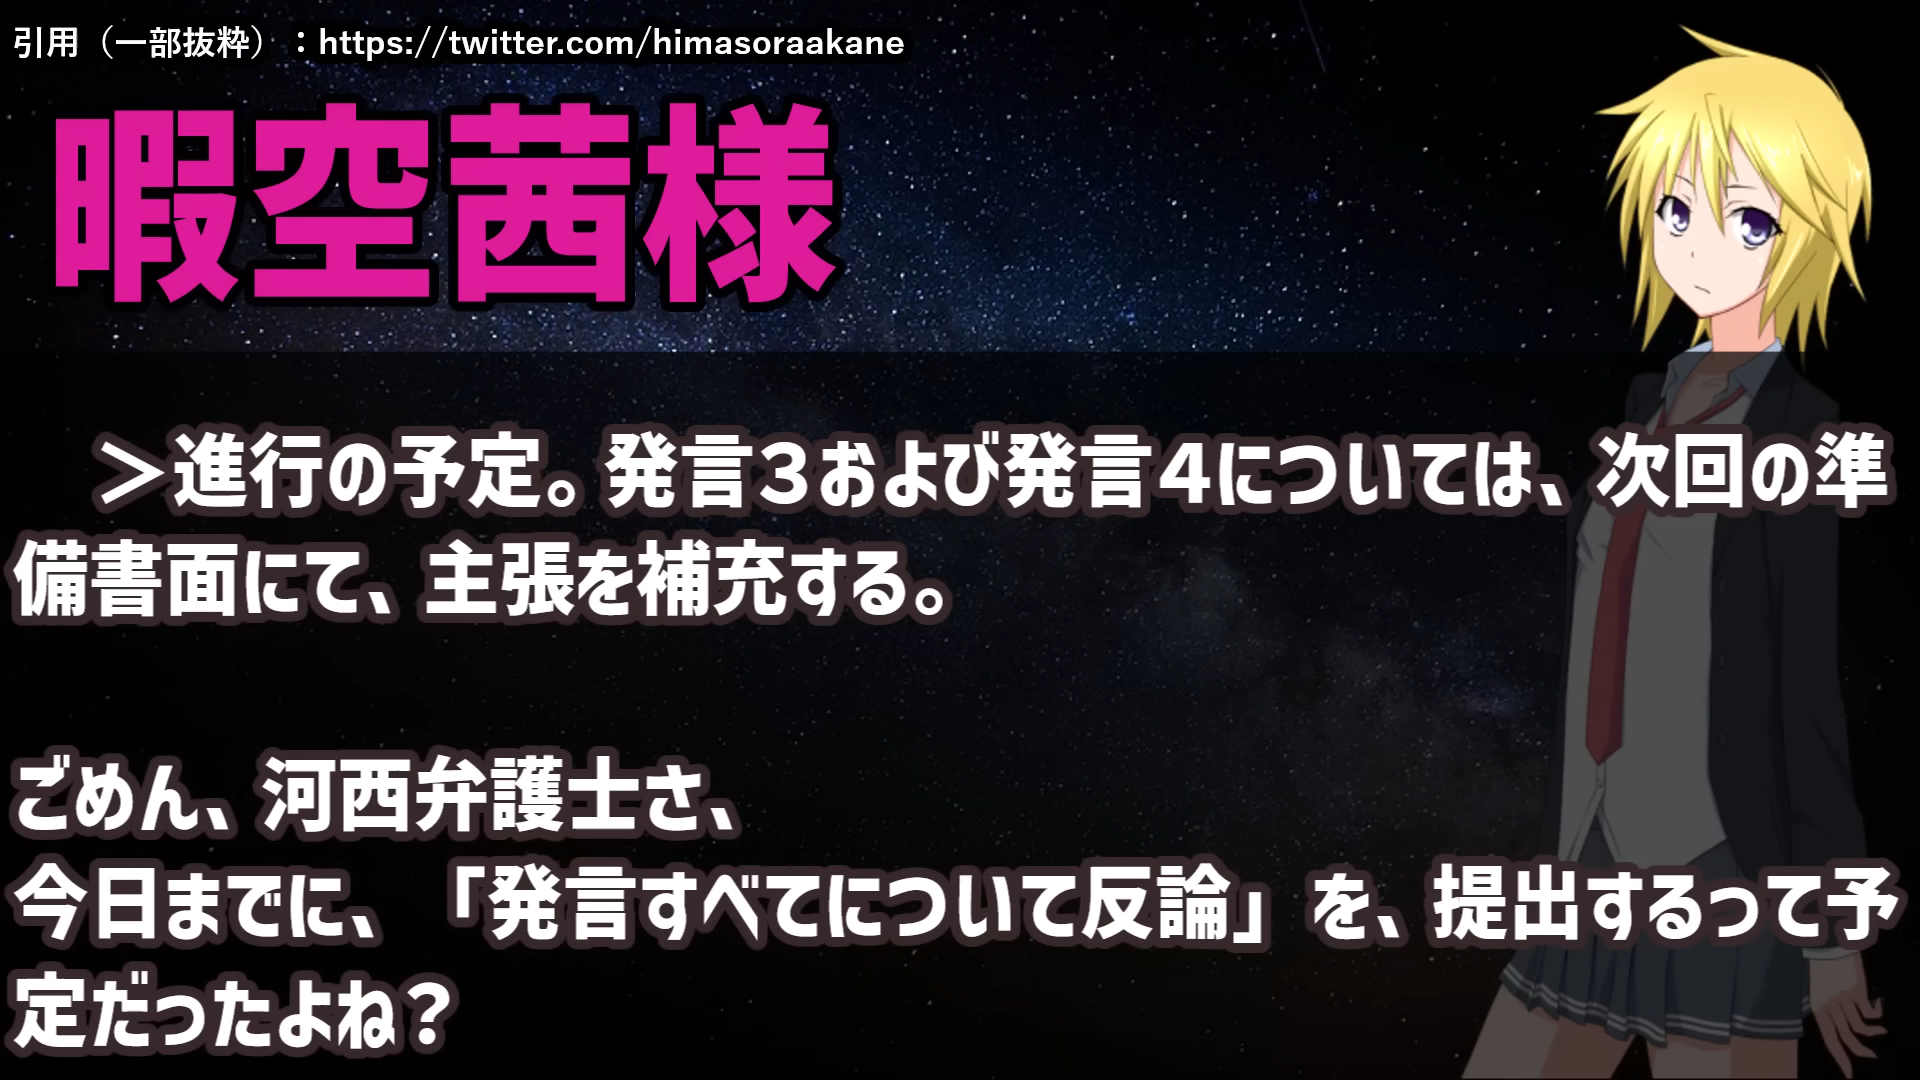 引用（一部抜粋）：https://twitter.com/himasoraakane
暇空茜様
＞進行の予定。発言３および発言４については、次回の準
備書面にて、主張を補充する。
ごめん、河西弁護士さ、
今日までに、「発言すべてについて反論」を、提出するって予
定だったよね？